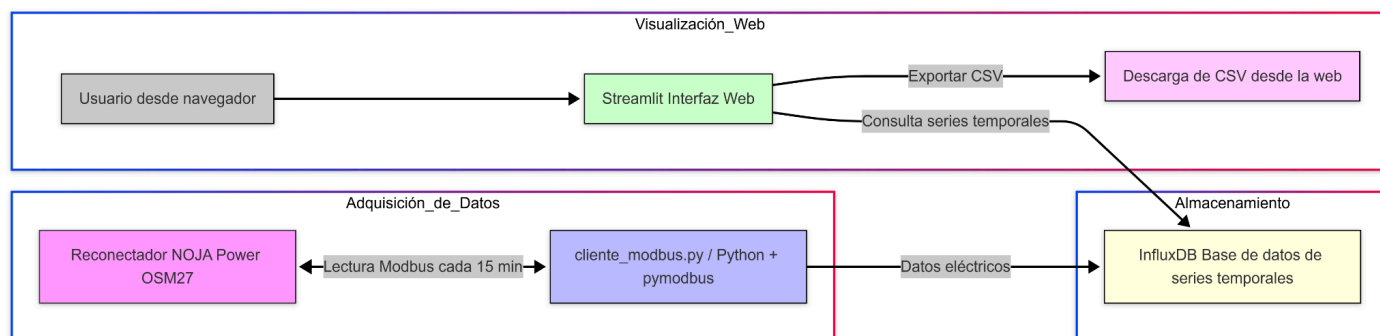 Visualización_Web
Usuario desde navegador
Streamlit Interfaz Web
Exportar CSV
Descarga de CSV desde la web
Consulta series temporales
Adquisición_de_Datos
Almacenamiento
Reconectador NOJA Power
OSM27
Lectura Modbus cada 15 min
cliente_modbus.py / Python +
pymodbus
Datos eléctricos
InfluxDB Base de datos de
series temporales